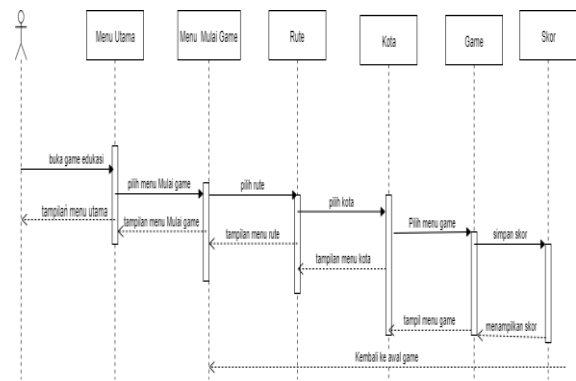 Menu Utama
Menu Mulai Game
Rute
Kota
Game
Skor
buka game edukasi
pilih menu Mulai game
pilih rute
pilih kota
Pilih menu game
simpan skor
tampilan menu utama
tampilan menu Mulai game
tampilan menu rute
tampilan menu kota
tampil menu game
menampilkan skor
Kembali ke awal game